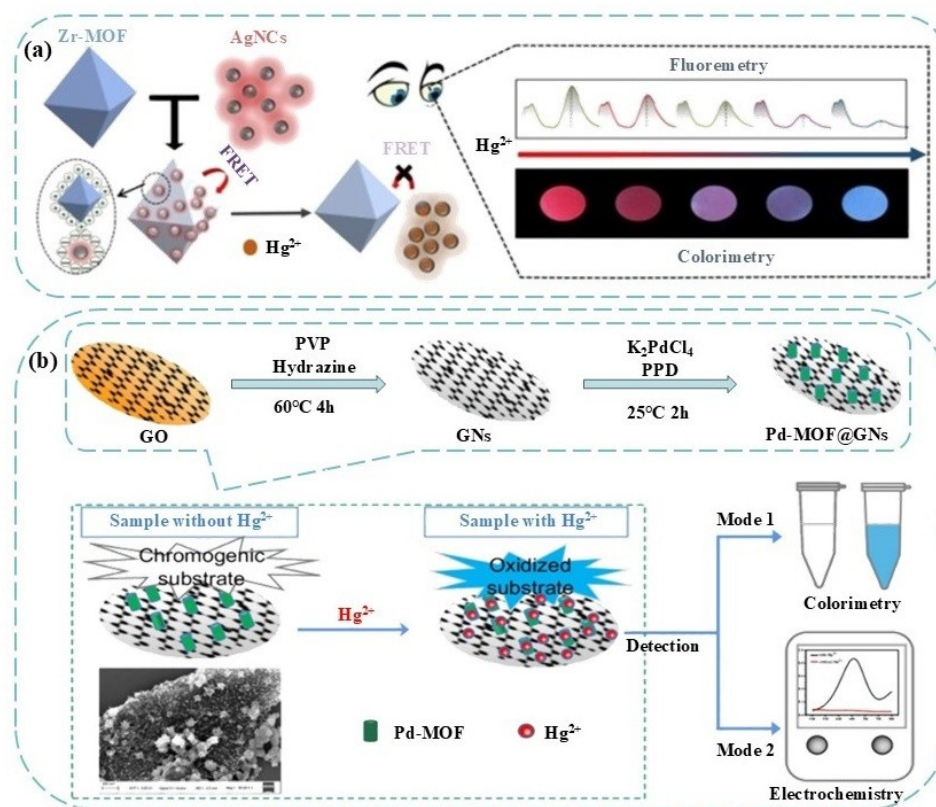 (a)
Zr-MOF
AgNCs
FRET
Hg²⁺
FRET
Fluoremetry
Hg²⁺
Colorimetry
(b)
GO
PVP
Hydrazine
60℃ 4h
GNs
K₂PdCl₄
PPD
25℃ 2h
Pd-MOF@GNs
Sample without Hg²⁺
Chromogenic
substrate
Hg²⁺
Sample with Hg²⁺
Oxidized
substrate
Pd-MOF
Hg²⁺
Detection
Mode 1
Colorimetry
Mode 2
Electrochemistry